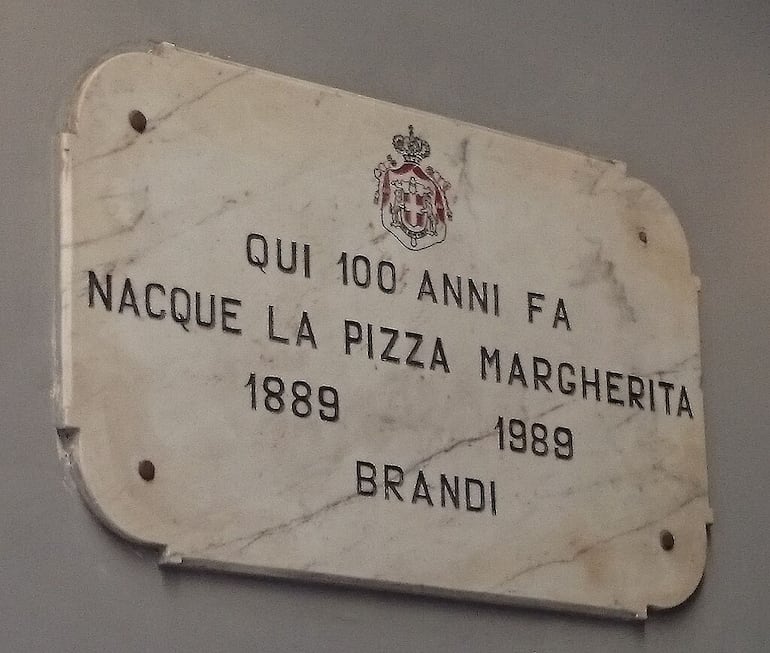 QUI 100 ANNI FA
NACQUE LA PIZZA MARGHERITA
1889 1989
BRANDI